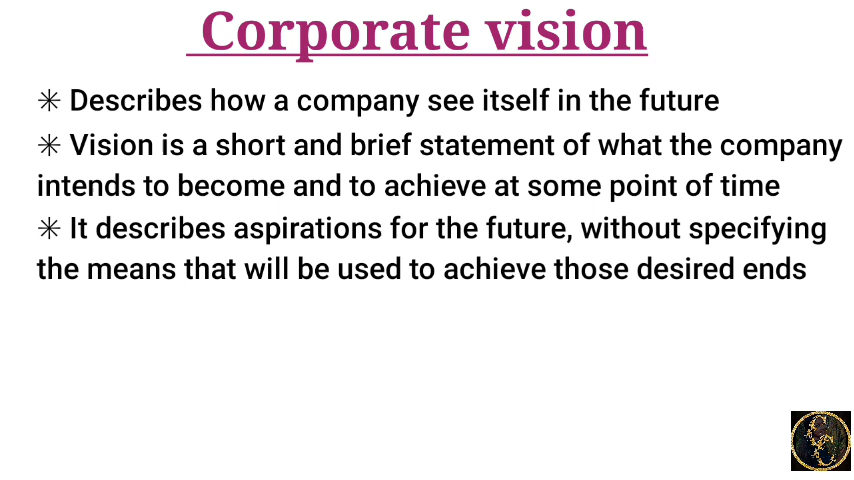 Corporate vision
✳ Describes how a company see itself in the future
✳ Vision is a short and brief statement of what the company
intends to become and to achieve at some point of time
✳ It describes aspirations for the future, without specifying
the means that will be used to achieve those desired ends